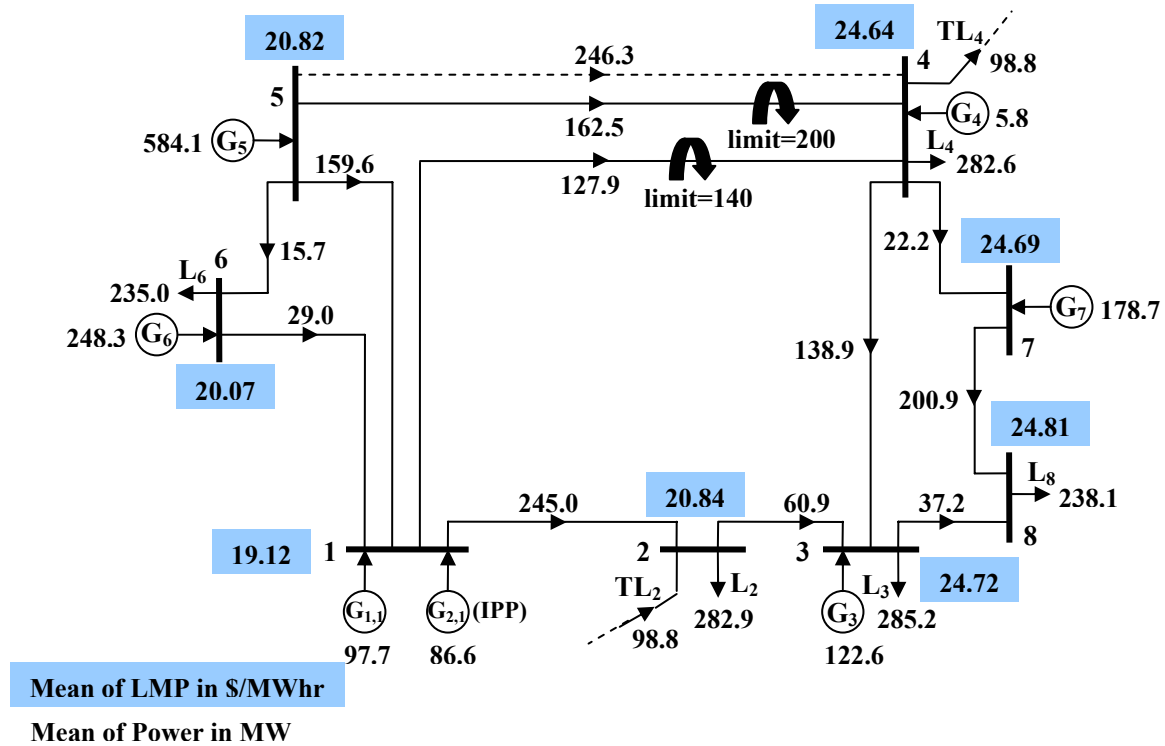 20.82
24.64
TL4
98.8
246.3
4
5
G5
584.1
162.5
limit=200
G4
5.8
L4
282.6
159.6
127.9
limit=140
15.7
22.2
24.69
6
L6
235.0
G6
248.3
29.0
20.07
138.9
G7
178.7
7
200.9
24.81
L8
238.1
8
245.0
20.84
60.9
37.2
19.12
1
2
3
24.72
G1,1
97.7
G2,1 (IPP)
86.6
TL2
98.8
L2
282.9
G3
122.6
L3
285.2
Mean of LMP in $/MWhr
Mean of Power in MW